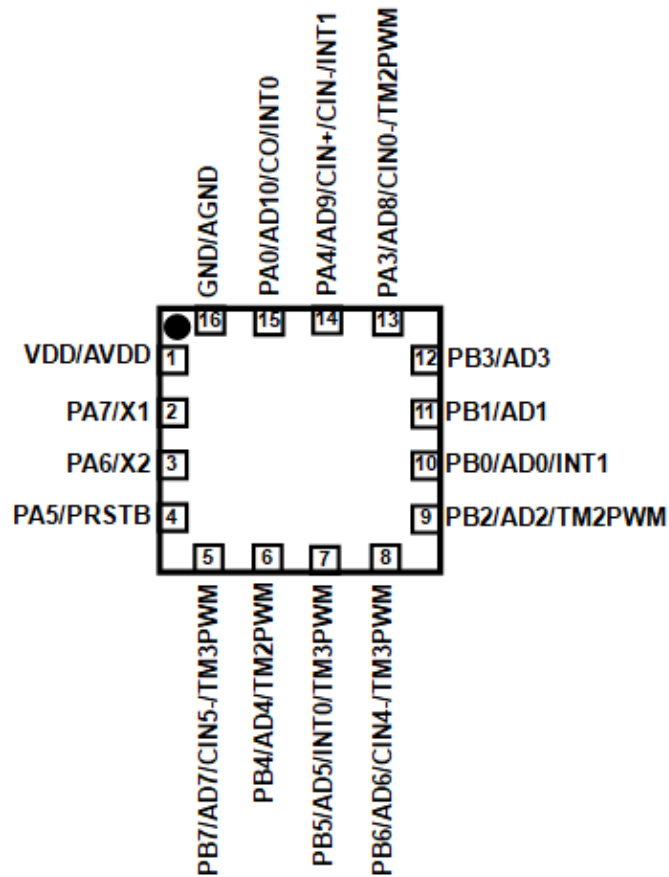 GND/AGND
PA0/AD10/CO/INT0
PA4/AD9/CIN+/CIN-/INT1
PA3/AD8/CIN0-/TM2PWM
16
15
14
13
VDD/AVDD
1
12
PB3/AD3
PA7/X1
2
11
PB1/AD1
PA6/X2
3
10
PB0/AD0/INT1
PA5/PRSTB
4
9
PB2/AD2/TM2PWM
5
6
7
8
PB7/AD7/CIN5-/TM3PWM
PB4/AD4/TM2PWM
PB5/AD5/INT0/TM3PWM
PB6/AD6/CIN4-/TM3PWM